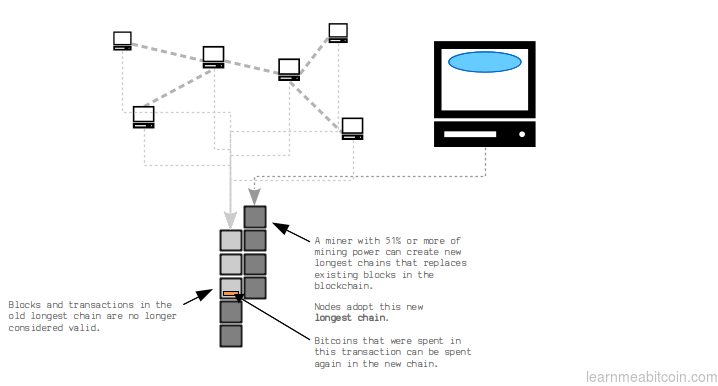 A miner with 51% or more of
mining power can create new
longest chains that replaces
existing blocks in the
blockchain.
Nodes adopt this new
longest chain.
Blocks and transactions in the
old longest chain are no longer
considered valid.
Bitcoins that were spent in
this transaction can be spent
again in the new chain.
learnmeabitcoin.com